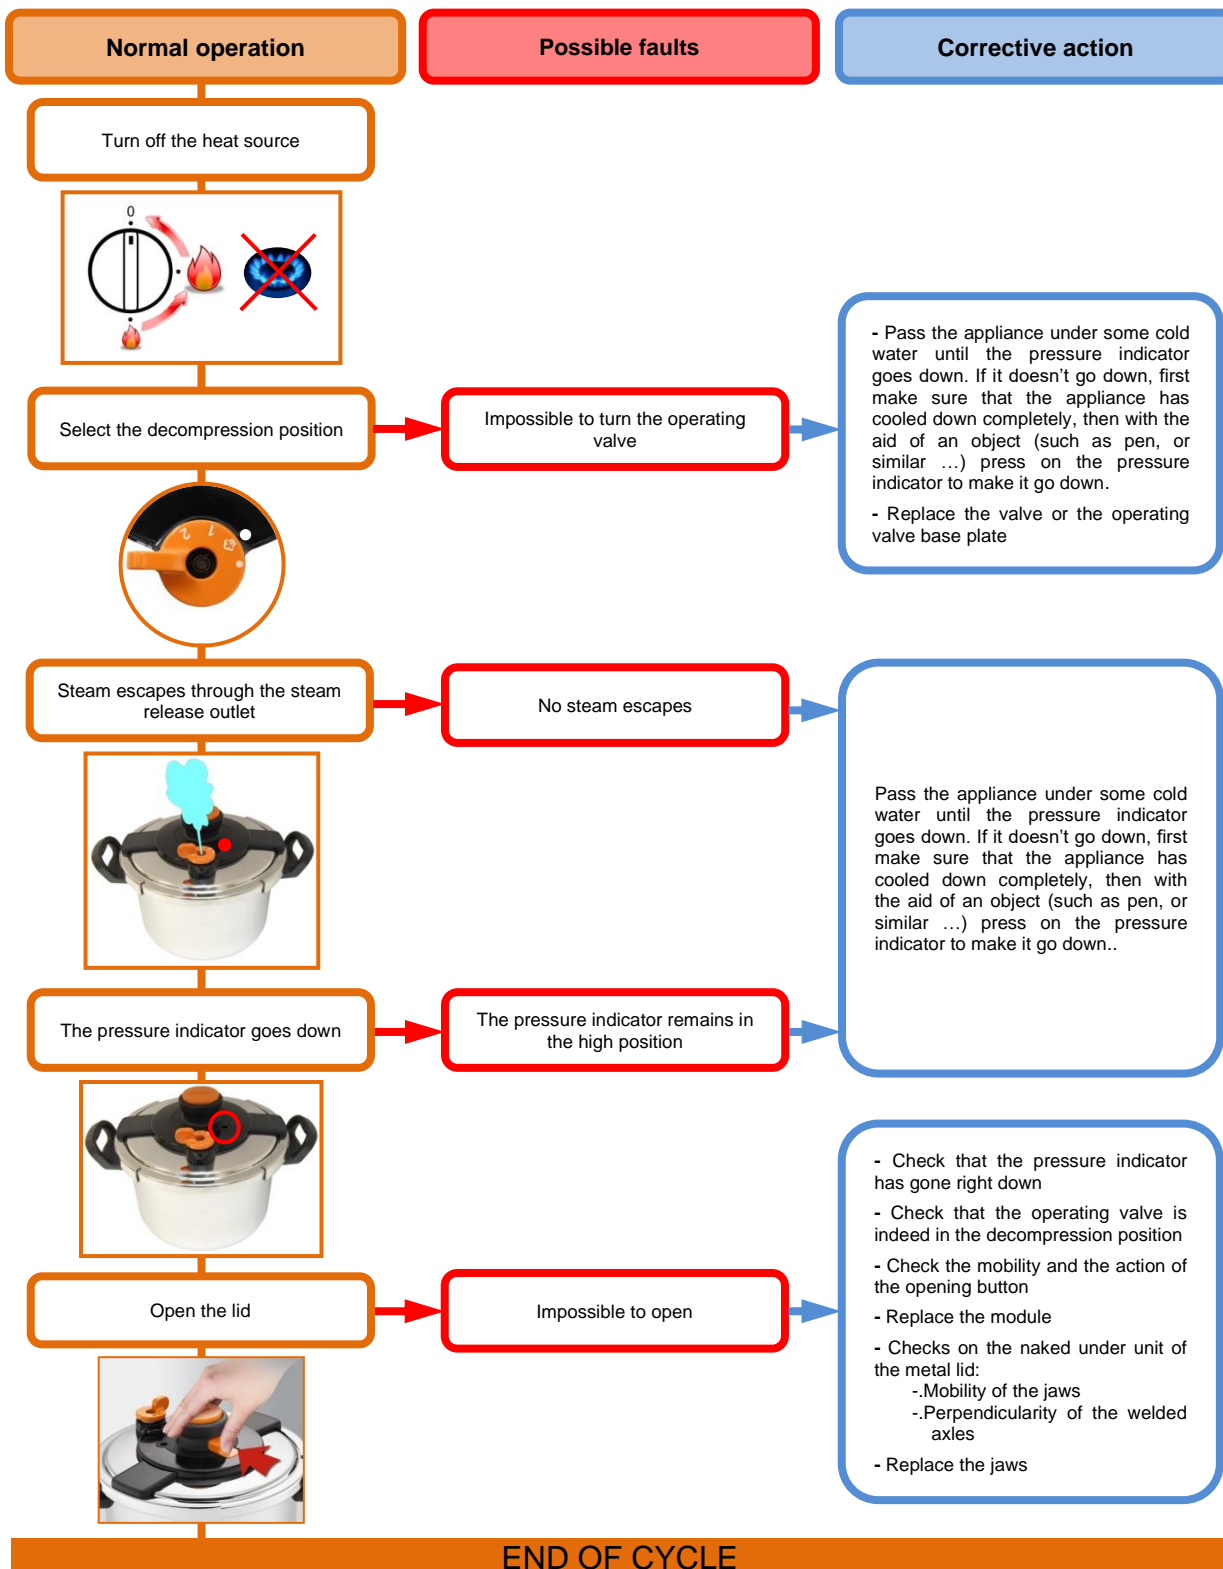 Normal operation
Possible faults
Corrective action
Turn off the heat source
0
Select the decompression position
Impossible to turn the operating
valve
- Pass the appliance under some cold
water until the pressure indicator
goes down. If it doesn’t go down, first
make sure that the appliance has
cooled down completely, then with the
aid of an object (such as pen, or
similar …) press on the pressure
indicator to make it go down.
- Replace the valve or the operating
valve base plate
2
1
Steam escapes through the steam
release outlet
No steam escapes
Pass the appliance under some cold
water until the pressure indicator
goes down. If it doesn’t go down, first
make sure that the appliance has
cooled down completely, then with
the aid of an object (such as pen, or
similar …) press on the pressure
indicator to make it go down..
The pressure indicator goes down
The pressure indicator remains in
the high position
Open the lid
Impossible to open
- Check that the pressure indicator
has gone right down
- Check that the operating valve is
indeed in the decompression position
- Check the mobility and the action of
the opening button
- Replace the module
- Checks on the naked under unit of
the metal lid:
-.Mobility of the jaws
-.Perpendicularity of the welded
axles
- Replace the jaws
END OF CYCLE